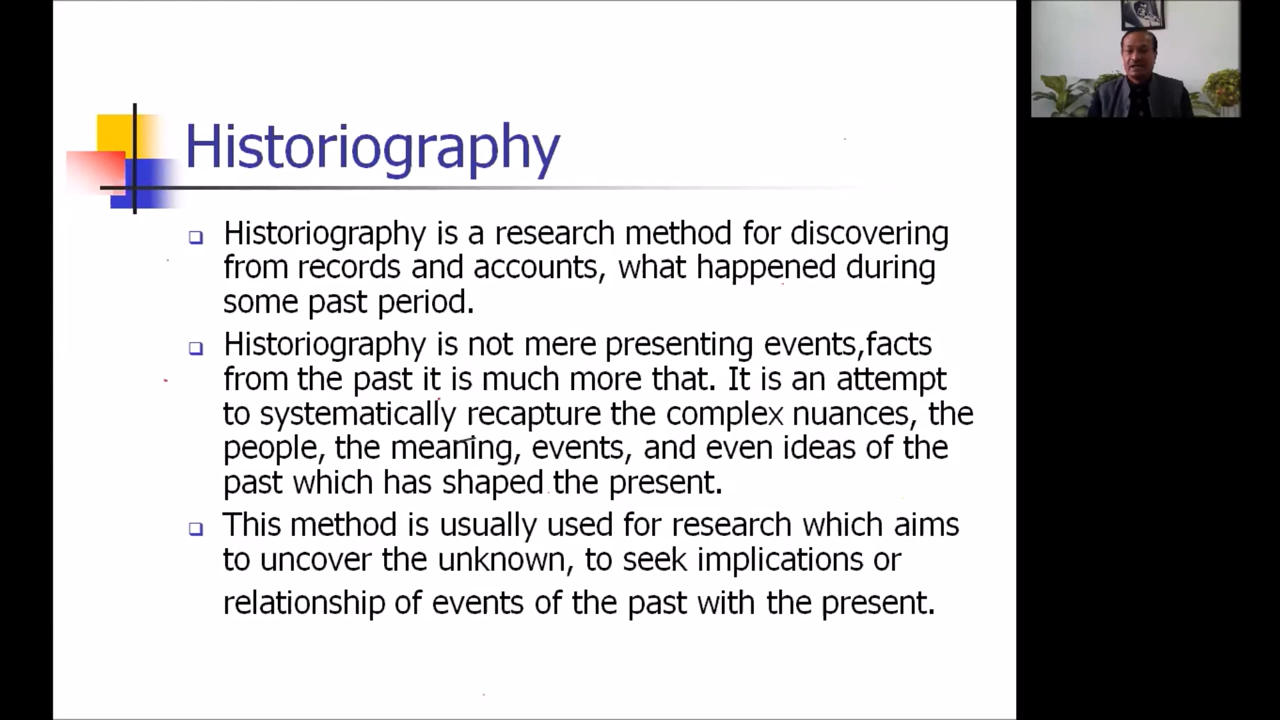 Historiography
Historiography is a research method for discovering
from records and accounts, what happened during
some past period.
Historiography is not mere presenting events,facts
from the past it is much more that. It is an attempt
to systematically recapture the complex nuances, the
people, the meaning, events, and even ideas of the
past which has shaped the present.
This method is usually used for research which aims
to uncover the unknown, to seek implications or
relationship of events of the past with the present.